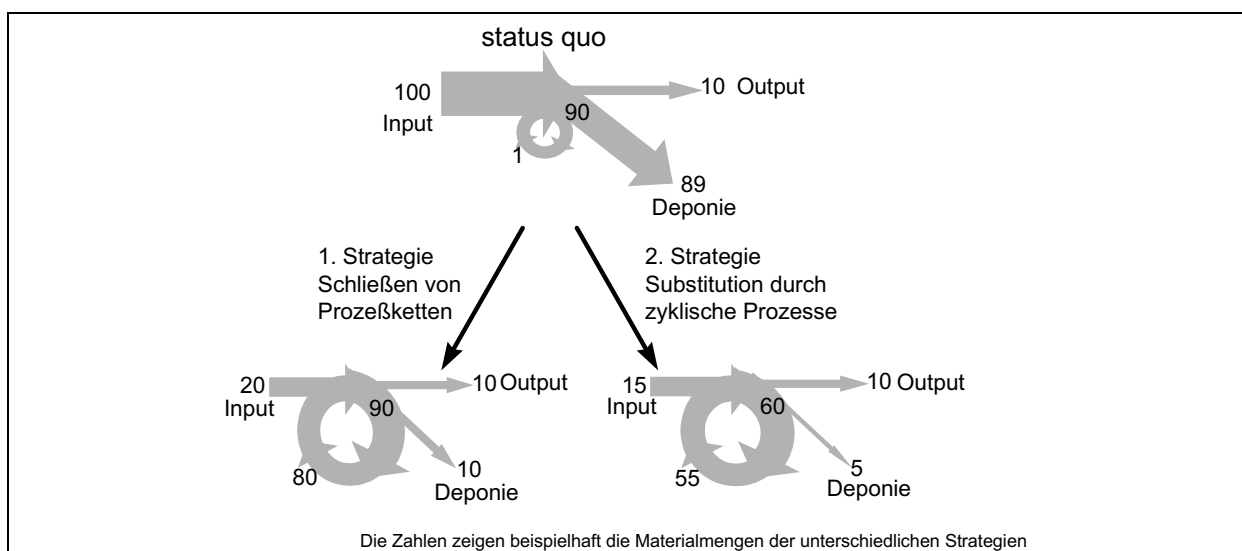 status quo
100
Input
10 Output
90
1
89
Deponie
1. Strategie
Schließen von
Prozeßketten
2. Strategie
Substitution durch
zyklische Prozesse
20
Input
10 Output
90
80
10
Deponie
15
Input
10 Output
60
55
5
Deponie
Die Zahlen zeigen beispielhaft die Materialmengen der unterschiedlichen Strategien